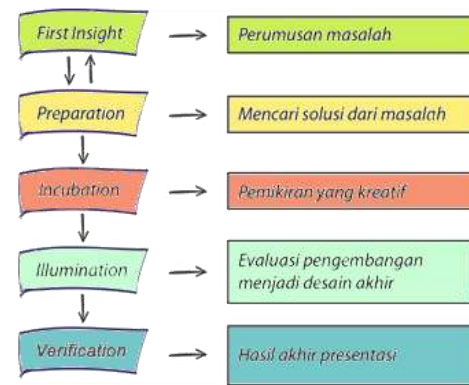 First Insight
Perumusan masalah
Preparation
Mencari solusi dari masalah
Incubation
Pemikiran yang kreatif
Illumination
Evaluasi pengembangan
menjadi desain akhir
Verification
Hasil akhir presentasi